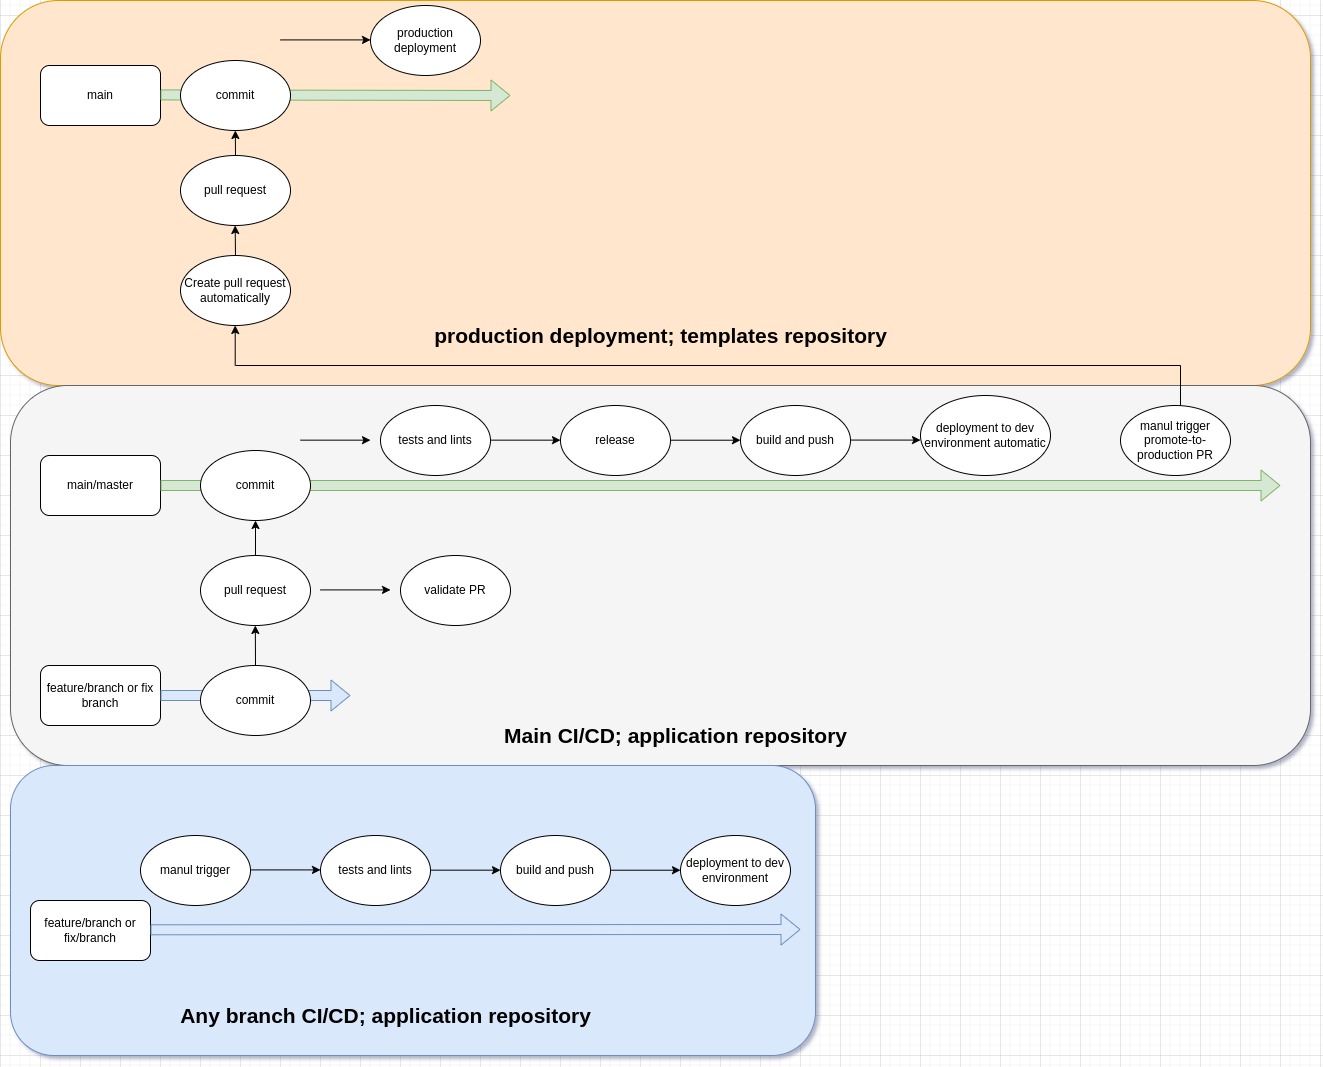 production
deployment
main
commit
pull request
Create pull request
automatically
production deployment; templates repository
tests and lints
release
build and push
deployment to dev
environment automatic
manul trigger
promote-to-
production PR
main/master
commit
pull request
validate PR
feature/branch or fix
branch
commit
Main CI/CD; application repository
manul trigger
tests and lints
build and push
deployment to dev
environment
feature/branch or
fix/branch
Any branch CI/CD; application repository